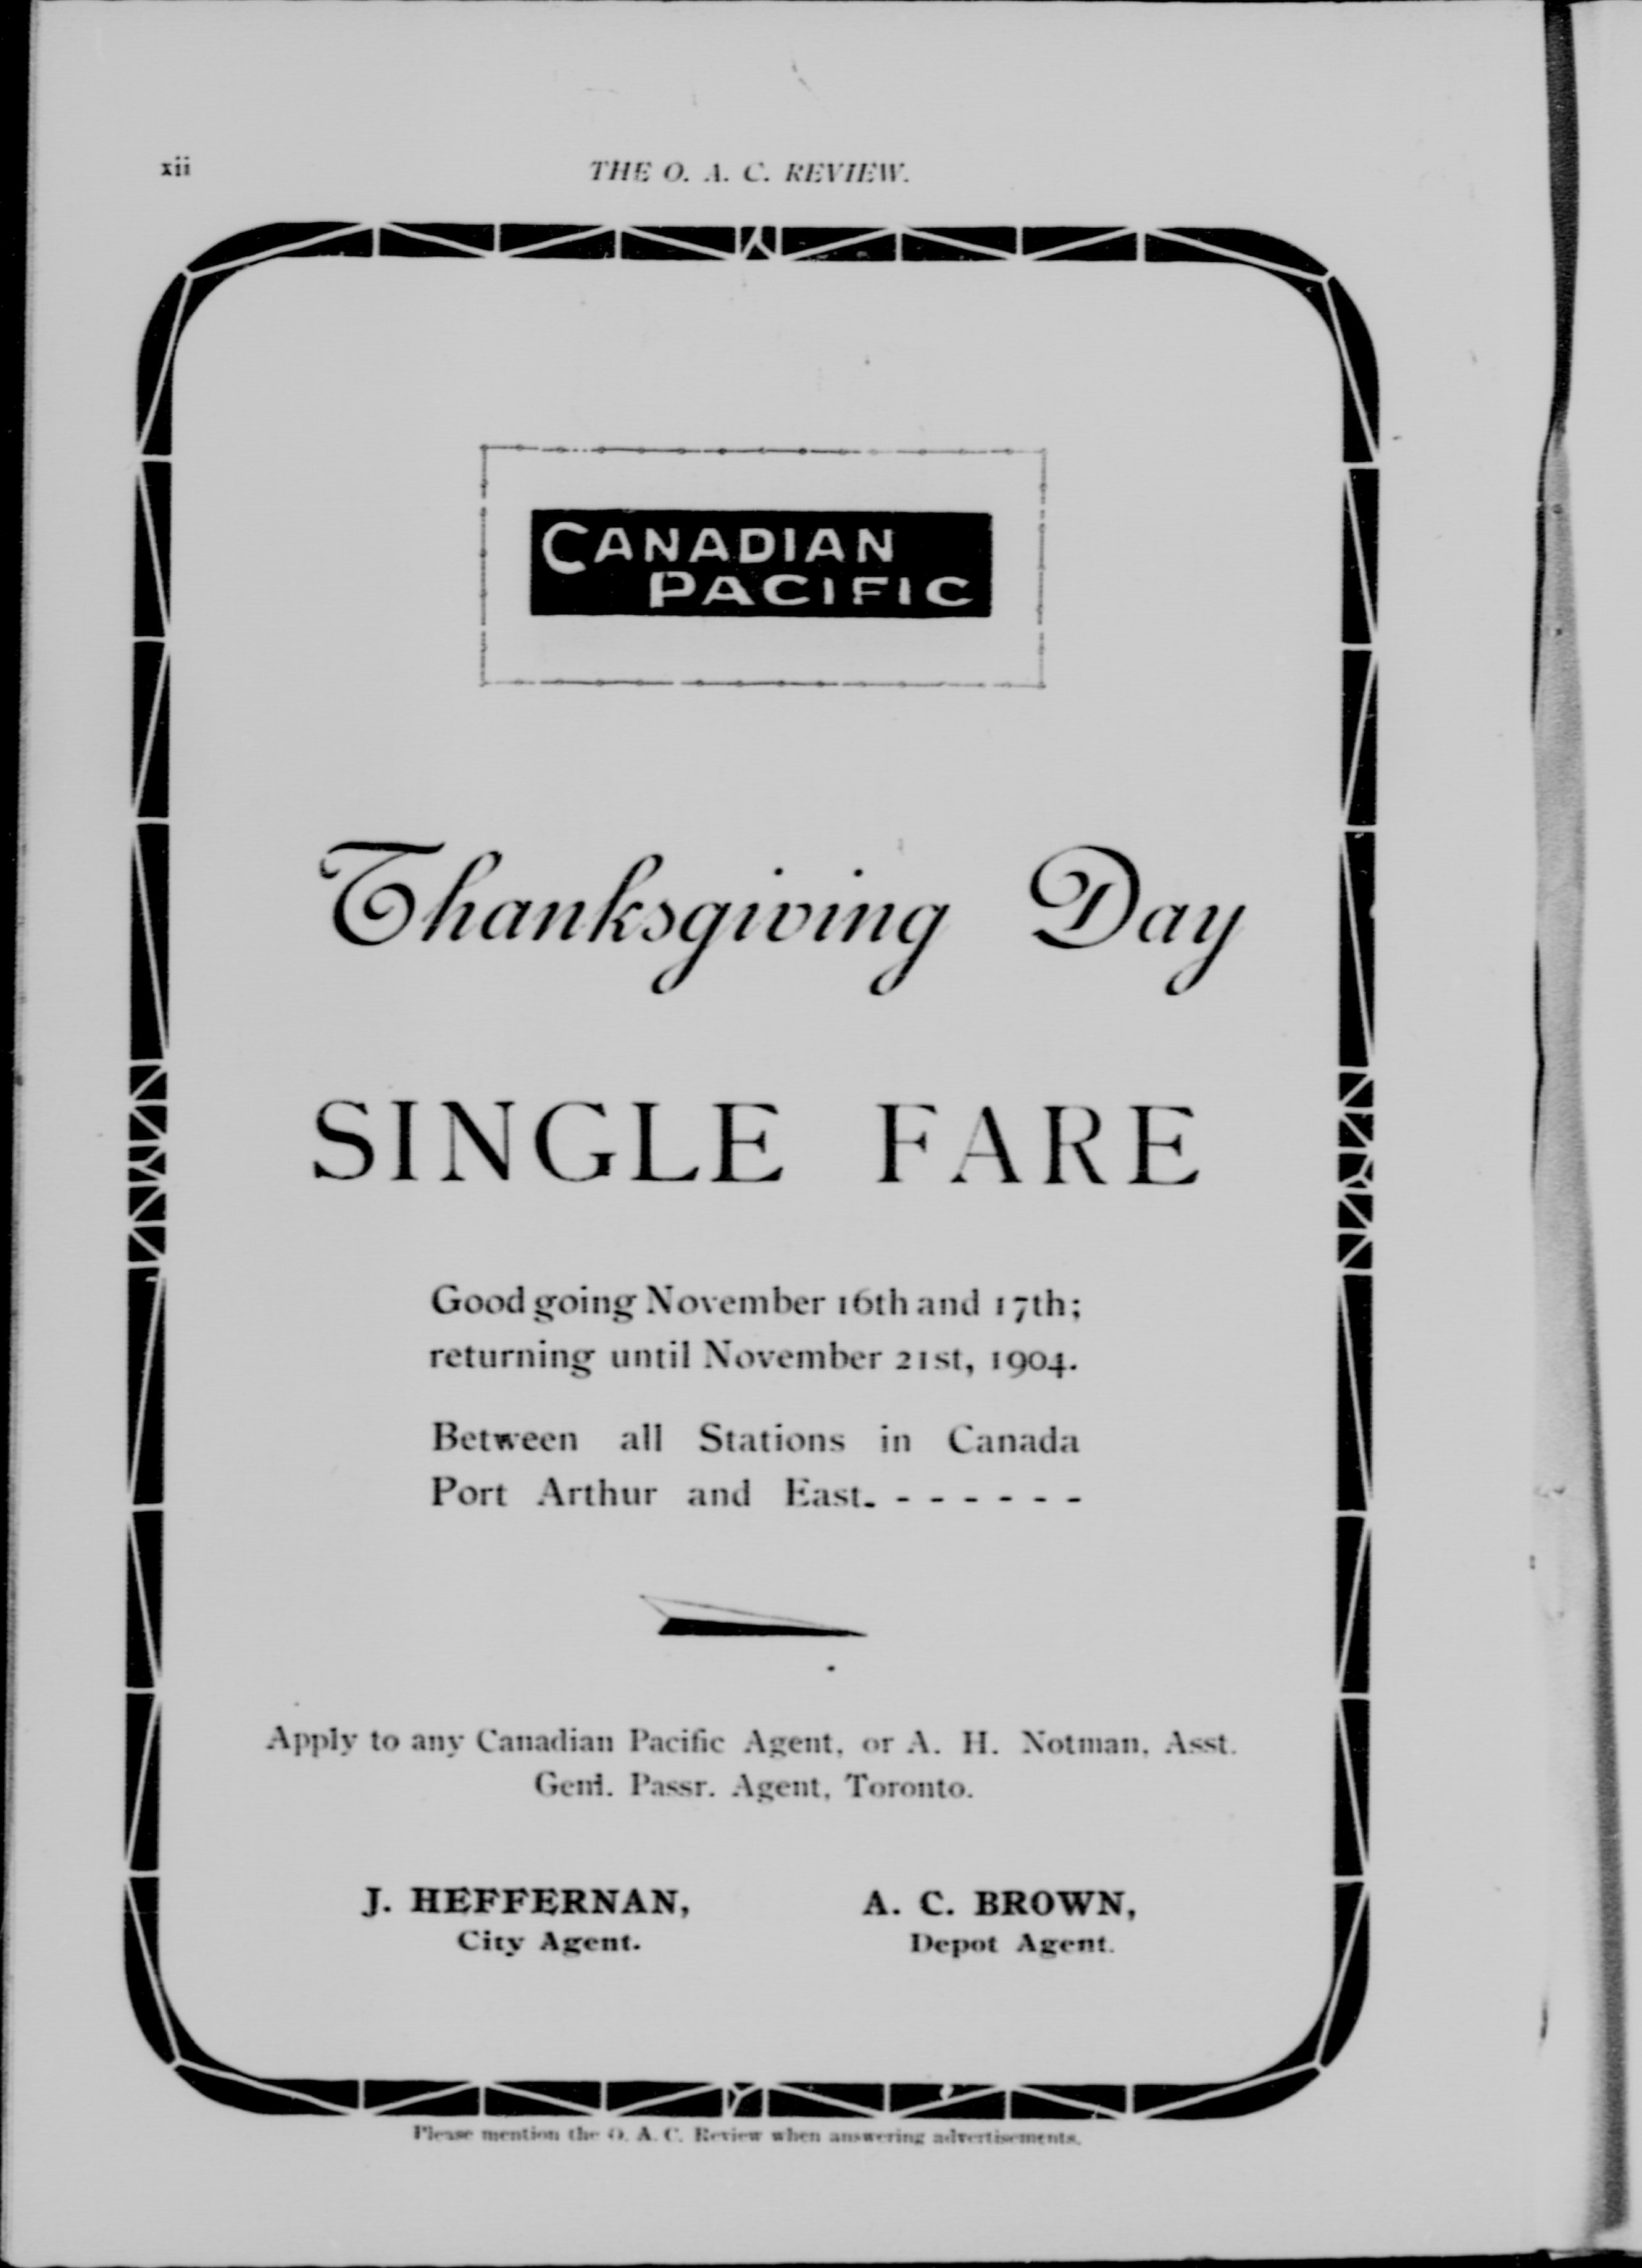 xii
THE O. A. C. REVIEW.
CANADIAN
PACIFIC
Thanksgiving Day
SINGLE FARE
Good going November 16th and 17th;
returning until November 21st, 1904.
Between all Stations in Canada
Port Arthur and East. - - - - - -
Apply to any Canadian Pacific Agent, or A. H. Notman, Asst.
Genl. Passr. Agent, Toronto.
J. HEFFERNAN,
City Agent.
A. C. BROWN,
Depot Agent.
Please mention the O. A. C. Review when answering advertisements.